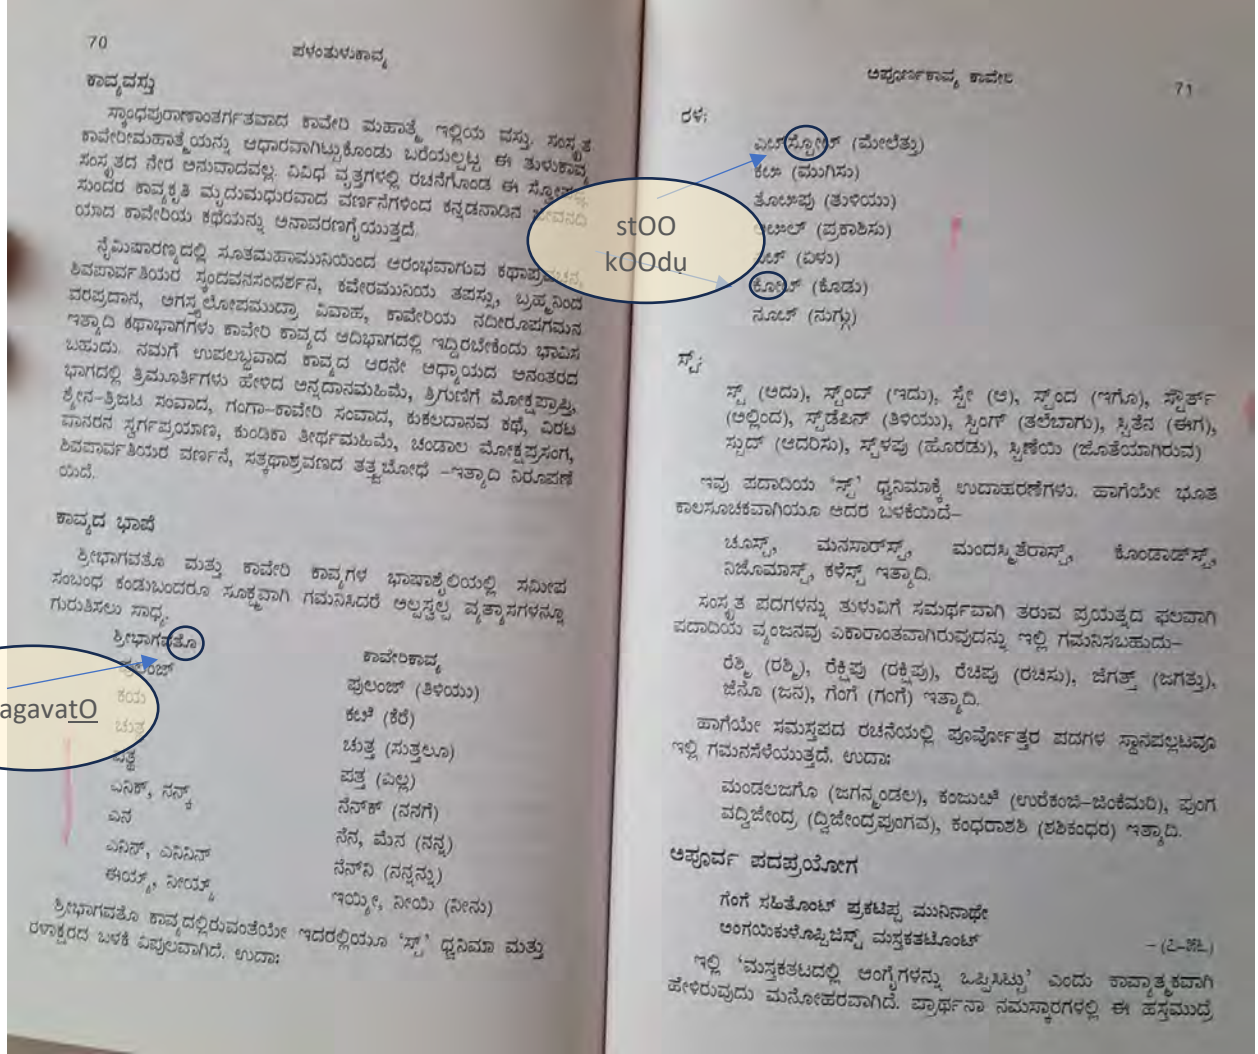 70
ಪಳಂತುಳುಕಾವ್ಯ
ಕಾವ್ಯವಸ್ತು
ಸ್ಕಾಂಧಪುರಾಣಾಂತರ್ಗತವಾದ ಕಾವೇರಿ ಮಹಾತ್ಮೆ ಇಲ್ಲಿಯ ವಸ್ತು. ಸಂಸ್ಕೃತ
ಕಾವೇರೀಮಹಾತ್ಮೆಯನ್ನು ಆಧಾರವಾಗಿಟ್ಟುಕೊಂಡು ಬರೆಯಲ್ಪಟ್ಟ ಈ ತುಳುಕಾವ್ಯ
ಸಂಸ್ಕೃತದ ನೇರ ಅನುವಾದವಲ್ಲ. ವಿವಿಧ ವೃತ್ತಗಳಲ್ಲಿ ರಚನೆಗೊಂಡ ಈ
ಸುಂದರ ಕಾವ್ಯಕೃತಿ ಮೃದುಮಧುರವಾದ ವರ್ಣನೆಗಳಿಂದ ಕನ್ನಡನಾಡಿನ ಜೀವನದಿ
ಯಾದ ಕಾವೇರಿಯ ಕಥೆಯನ್ನು ಅನಾವರಣಗೈಯುತ್ತದೆ.
ನೈಮಿಷಾರಣ್ಯದಲ್ಲಿ ಸೂತಮಹಾಮುನಿಯಿಂದ ಆರಂಭವಾಗುವ ಕಥಾಪ್ರವಚನ,
ಶಿವಪಾರ್ವತಿಯರ ಸ್ಕಂದವನಸಂದರ್ಶನ, ಕವೇರಮುನಿಯ ತಪಸ್ಸು, ಬ್ರಹ್ಮನಿಂದ
ವರಪ್ರದಾನ, ಅಗಸ್ತ್ಯಲೋಪಮುದ್ರಾ ವಿವಾಹ, ಕಾವೇರಿಯ ನದೀರೂಪಗಮನ
ಇತ್ಯಾದಿ ಕಥಾಭಾಗಗಳು ಕಾವೇರಿ ಕಾವ್ಯದ ಆದಿಭಾಗದಲ್ಲಿ ಇದ್ದಿರಬೇಕೆಂದು ಭಾವಿಸ
ಬಹುದು. ನಮಗೆ ಉಪಲಬ್ಧವಾದ ಕಾವ್ಯದ ಆರನೇ ಅಧ್ಯಾಯದ ಅನಂತರದ
ಭಾಗದಲ್ಲಿ ತ್ರಿಮೂರ್ತಿಗಳು ಹೇಳಿದ ಅನ್ನದಾನಮಹಿಮೆ, ಶ್ರಿಗುಣಿಗೆ ಮೋಕ್ಷಪ್ರಾಪ್ತಿ,
ಶ್ಯೇನ-ತ್ರಿಜಟ ಸಂವಾದ, ಗಂಗಾ-ಕಾವೇರಿ ಸಂವಾದ, ಕುಕಲದಾನವ ಕಥೆ, ವಿರಟ
ವಾನರನ ಸ್ವರ್ಗಪ್ರಯಾಣ, ಕುಂಡಿಕಾ ತೀರ್ಥಮಹಿಮೆ, ಚಂಡಾಲ ಮೋಕ್ಷಪ್ರಸಂಗ,
ಶಿವಪಾರ್ವತಿಯರ ವರ್ಣನೆ, ಸತ್ಕಥಾಶ್ರವಣದ ತತ್ತ್ವಬೋಧೆ -ಇತ್ಯಾದಿ ನಿರೂಪಣೆ
ಯಿದೆ.
ಕಾವ್ಯದ ಭಾಷೆ
ಶ್ರೀಭಾಗವತೊ ಮತ್ತು ಕಾವೇರಿ ಕಾವ್ಯಗಳ ಭಾಷಾಶೈಲಿಯಲ್ಲಿ ಸಮೀಪ
ಸಂಬಂಧ ಕಂಡುಬಂದರೂ ಸೂಕ್ಷ್ಮವಾಗಿ ಗಮನಿಸಿದರೆ ಅಲ್ಪಸ್ವಲ್ಪ ವ್ಯತ್ಯಾಸಗಳನ್ನೂ
ಗುರುತಿಸಲು ಸಾಧ್ಯ.
ಶ್ರೀಭಾಗವತೊ ಕಾವೇರಿಕಾವ್ಯ
ಪುಲಂಬ್ ಪುಲಂಬ್ (ತಿಳಿಯು)
ಕಯ ಕಱೆ (ಕೆರೆ)
ಚುತ್ತ ಚುತ್ತ (ಸುತ್ತಲೂ)
ಪತ್ಥ ಪತ್ತ (ಎಲ್ಲ)
ಎನಿಕ್, ನನ್ಕ್ ನೆನ್‌ಕ್ (ನನಗೆ)
ಎನ ನೆನ, ಮೆನ (ನನ್ನ)
ಎನಿನ್, ಎನಿನಿನ್ ನೆನ್‌ನಿ (ನನ್ನನ್ನು)
ಈಯ್ಯ್, ನೀಯ್ಯ್ ಇಯ್ಯೀ, ನೀಯಿ (ನೀನು)
ಶ್ರೀಭಾಗವತೊ ಕಾವ್ಯದಲ್ಲಿರುವಂತೆಯೇ ಇದರಲ್ಲಿಯೂ 'ಸ್ಟ್' ಧ್ವನಿಮಾ ಮತ್ತು
ರಳಾಕ್ಷರದ ಬಳಕೆ ವಿಪುಲವಾಗಿದೆ. ಉದಾ:
agavatO
ಅಪೂರ್ಣಕಾವ್ಯ ಕಾವೇರಿ
71
ರಳ:
(ಮೇಲೆತ್ತು)
(ಮುಗಿಸು)
(ತುಳಿಯು)
(ಪ್ರಕಾಶಿಸು)
(ಏಳು)
(ಕೊಡು)
(ನುಗ್ಗು)
stOO
kOOdu
ಸ್ಟ್:
ಸ್ಟ್ (ಅದು), ಸ್ಟ್‌ಂದ್ (ಇದು), ಸ್ಟೇ (ಆ), ಸ್ಟ್‌ಂದ (ಇಗೊ), ಸ್ಟೌರ್ಕ್
(ಅಲ್ಲಿಂದ), ಸ್ಟ್‌ಡೆಪಿನ್ (ತಿಳಿಯು), ಸ್ಟಿಂಗ್ (ತಲೆಬಾಗು), ಸ್ಟಿತೆನ (ಈಗ),
ಸ್ಟುದ್ (ಆದರಿಸು), ಸ್ಟ್‌ಳಪು (ಹೊರಡು), ಸ್ಟಿಣೆಯಿ (ಜೊತೆಯಾಗಿರುವ)
ಇವು ಪದಾದಿಯ 'ಸ್ಟ್' ಧ್ವನಿಮಾಕ್ಕೆ ಉದಾಹರಣೆಗಳು. ಹಾಗೆಯೇ ಭೂತ
ಕಾಲಸೂಚಕವಾಗಿಯೂ ಅದರ ಬಳಕೆಯಿದೆ-
ಚೂಸ್ಟ್, ಮನಸಾರ್‌ಸ್ಟ್, ಮಂದಸ್ಮಿತೆರಾಸ್ಟ್, ಕೊಂಡಾಡ್‌ಸ್ಟ್,
ನಿಜೊಮಾಸ್ಟ್, ಕಳೆಸ್ಟ್ ಇತ್ಯಾದಿ.
ಸಂಸ್ಕೃತ ಪದಗಳನ್ನು ತುಳುವಿಗೆ ಸಮರ್ಥವಾಗಿ ತರುವ ಪ್ರಯತ್ನದ ಫಲವಾಗಿ
ಪದಾದಿಯ ವ್ಯಂಜನವು ಎಕಾರಾಂತವಾಗಿರುವುದನ್ನು ಇಲ್ಲಿ ಗಮನಿಸಬಹುದು-
ರೆಶ್ಮಿ (ರಶ್ಮಿ), ರೆಕ್ಷಿಪು (ರಕ್ಷಿಪು), ರೆಚಿಪು (ರಚಿಸು), ಜೆಗತ್ತ್ (ಜಗತ್ತು),
ಜೆನೊ (ಜನ), ಗೆಂಗೆ (ಗಂಗೆ) ಇತ್ಯಾದಿ.
ಹಾಗೆಯೇ ಸಮಸ್ತಪದ ರಚನೆಯಲ್ಲಿ ಪೂರ್ವೋತ್ತರ ಪದಗಳ ಸ್ಥಾನಪಲ್ಲಟವೂ
ಇಲ್ಲಿ ಗಮನಸೆಳೆಯುತ್ತದೆ. ಉದಾ:
ಮಂಡಲಜಗೊ (ಜಗನ್ಮಂಡಲ), ಕಂಜುಱೆ (ಉರೆಕಂಜಿ-ಜಿಂಕೆಮರಿ), ಪುಂಗ
ವದ್ವಿಜೇಂದ್ರ (ದ್ವಿಜೇಂದ್ರಪುಂಗವ), ಕಂಧರಾಶಶಿ (ಶಶಿಕಂಧರ) ಇತ್ಯಾದಿ.
ಅಪೂರ್ವ ಪದಪ್ರಯೋಗ
ಗೆಂಗೆ ಸಹಿತೊಂಟ್ ಪ್ರಕಟಿಪ್ಪ ಮುನಿನಾಥೇ
ಅಂಗಯಿಕುಳೊಪ್ಪಿಜಿಸ್ಟ್ ಮಸ್ತಕತಟೊಂಟ್
- (೭-೫೭)
ಇಲ್ಲಿ 'ಮಸ್ತಕತಟದಲ್ಲಿ ಅಂಗೈಗಳನ್ನು ಒಪ್ಪಿಸಿಟ್ಟು' ಎಂದು ಕಾವ್ಯಾತ್ಮಕವಾಗಿ
ಹೇಳಿರುವುದು ಮನೋಹರವಾಗಿದೆ. ಪ್ರಾರ್ಥನಾ ನಮಸ್ಕಾರಗಳಲ್ಲಿ ಈ ಹಸ್ತಮುದ್ರೆ